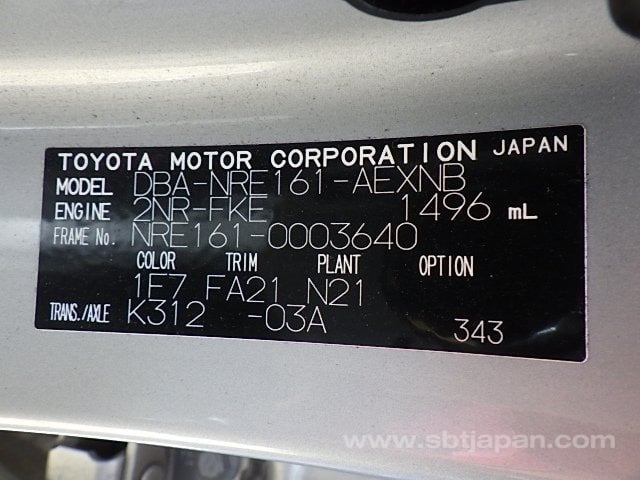 TOYOTA MOTOR CORPORATION JAPAN
MODEL DBA-NRE161-AEXNB
ENGINE 2NR-FKE 1496 mL
FRAME No. NRE161-0003640
COLOR TRIM PLANT OPTION
1F7 FA21 N21
TRANS./AXLE K312 -03A 343
www.sbtjapan.com